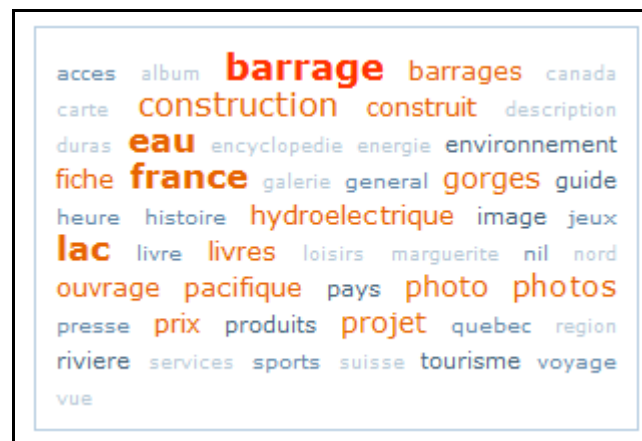 acces album barrage barrages canada
carte construction construit description
duras eau encyclopedie energie environnement
fiche france galerie general gorges guide
heure histoire hydroelectrique image jeux
lac livre livres loisirs marguerite nil nord
ouvrage pacifique pays photo photos
presse prix produits projet quebec region
riviere services sports suisse tourisme voyage
vue